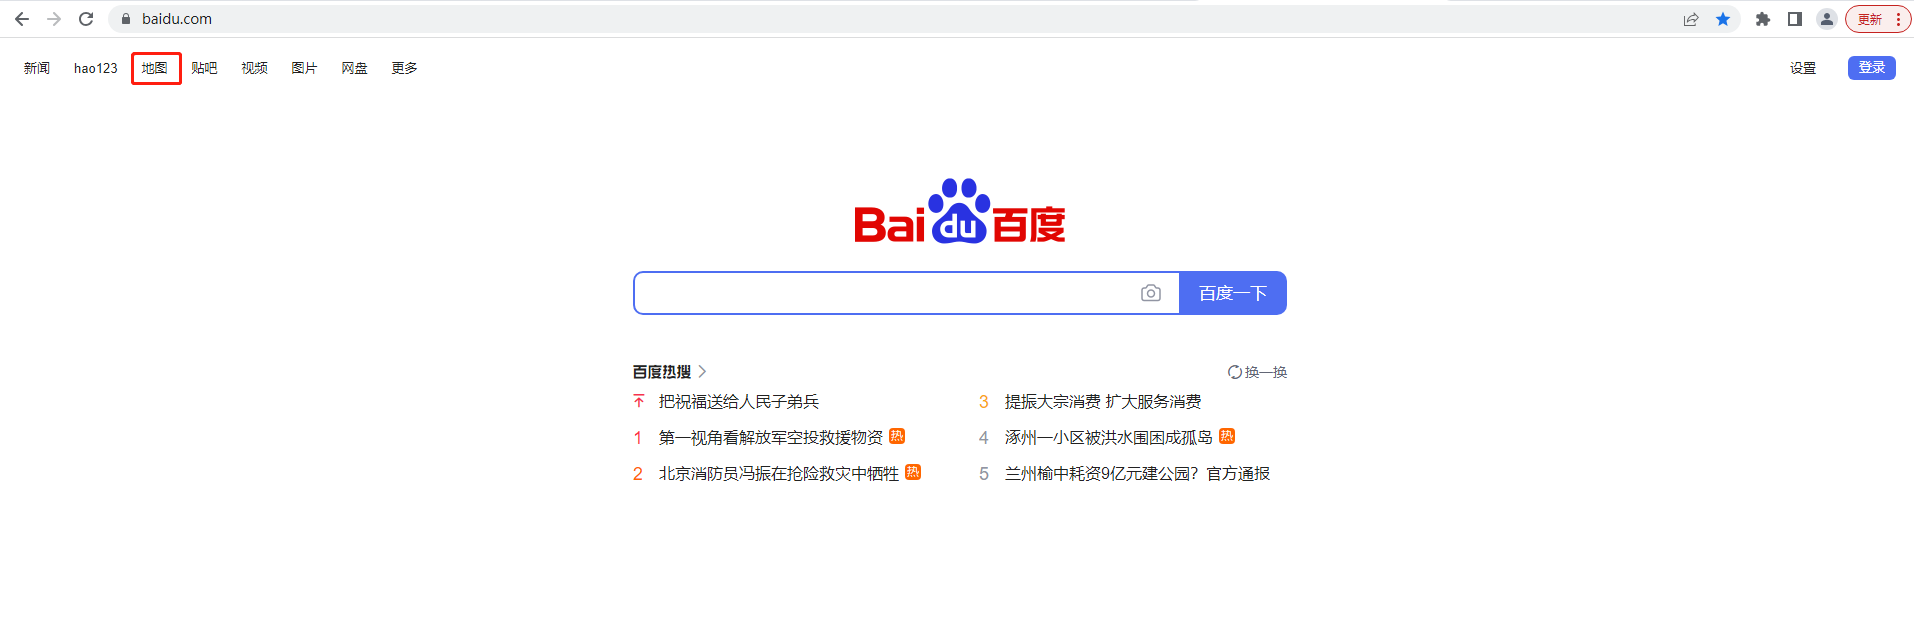 baidu.com
更新
新闻 hao123 地图 贴吧 视频 图片 网盘 更多
设置 登录
Bai du 百度
百度一下
百度热搜
换一换
把祝福送给人民子弟兵
1 第一视角看解放军空投救援物资 热
2 北京消防员冯振在抢险救灾中牺牲 热
3 提振大宗消费 扩大服务消费
4 涿州一小区被洪水围困成孤岛 热
5 兰州榆中耗资9亿元建公园？官方通报